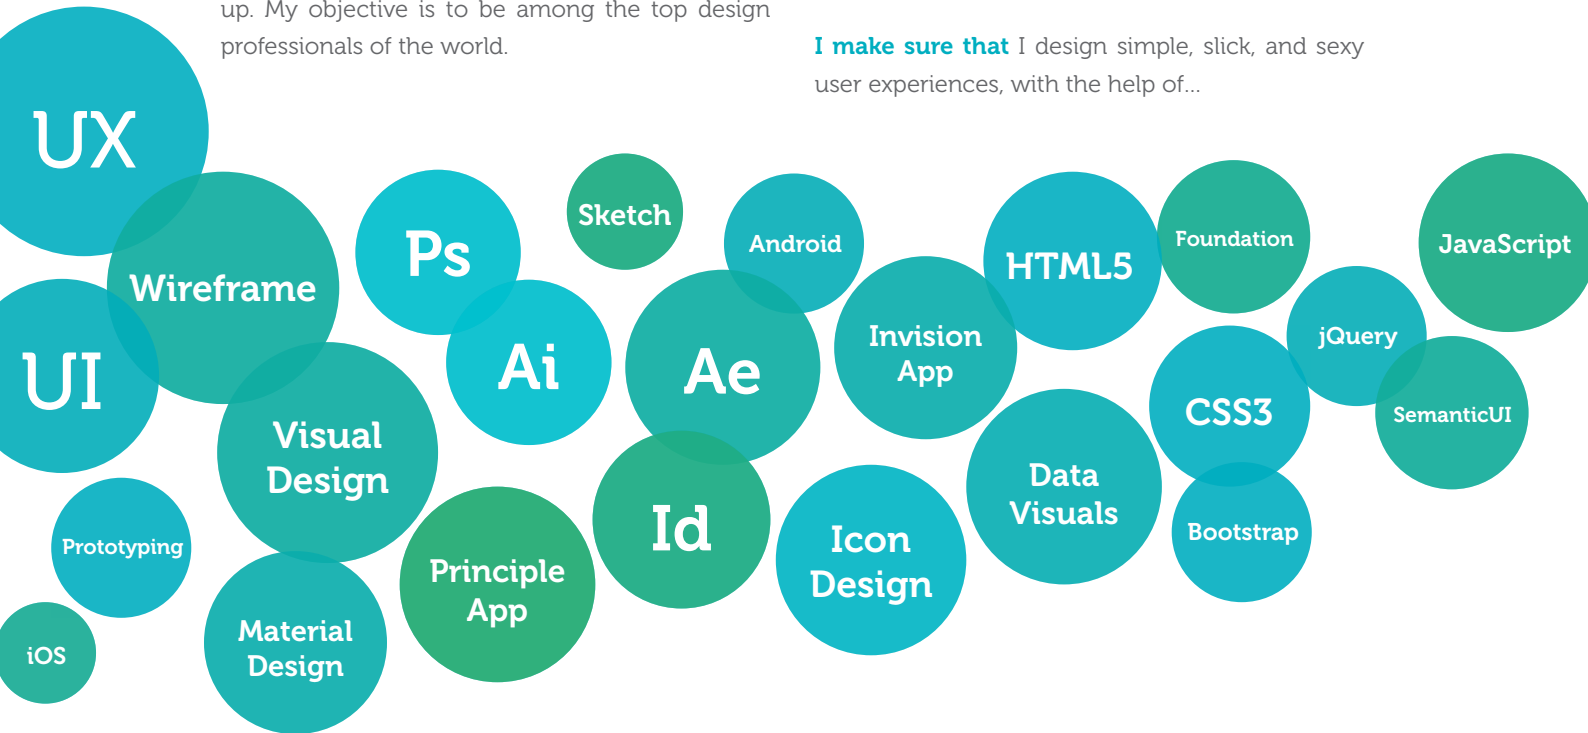 up. My objective is to be among the top design
professionals of the world.
I make sure that I design simple, slick, and sexy
user experiences, with the help of...
UX
Wireframe
UI
Visual
Design
Prototyping
iOS
Material
Design
Ps
Ai
Principle
App
Sketch
Android
Ae
Id
Invision
App
Icon
Design
HTML5
Data
Visuals
Foundation
CSS3
Bootstrap
jQuery
JavaScript
SemanticUI